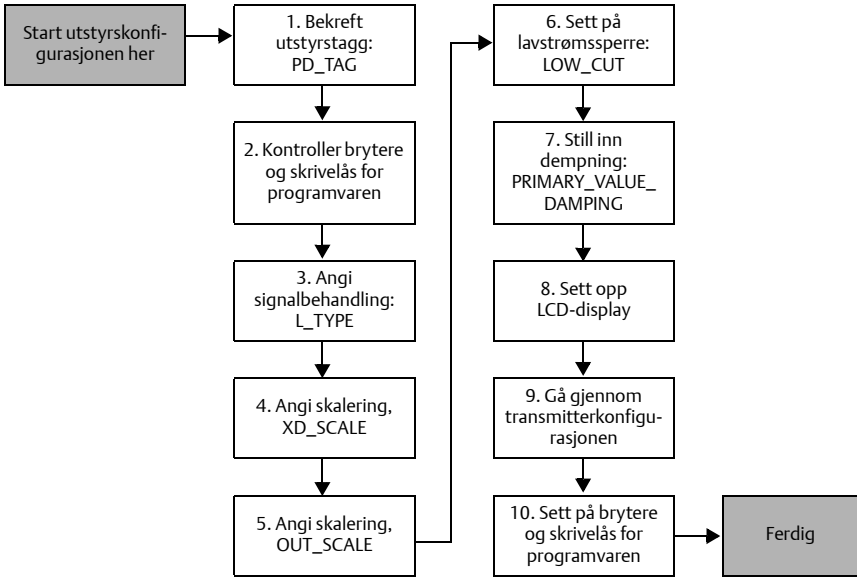 Start utstyrskonfi-
gurasjonen her
1. Bekreft
utstyrstagg:
PD_TAG
2. Kontroller brytere
og skrivelås for
programvaren
3. Angi
signalbehandling:
L_TYPE
4. Angi skalering,
XD_SCALE
5. Angi skalering,
OUT_SCALE
6. Sett på
lavstrømssperre:
LOW_CUT
7. Still inn
dempning:
PRIMARY_VALUE_
DAMPING
8. Sett opp
LCD-display
9. Gå gjennom
transmitterkonfigu-
rasjonen
10. Sett på brytere
og skrivelås for
programvaren
Ferdig